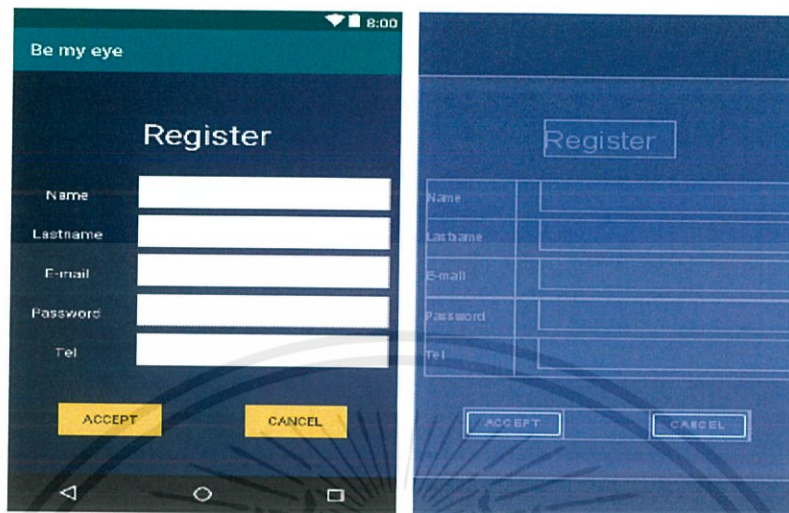 8:00
Be my eye
Register
Name
Lastname
E-mail
Password
Tel
ACCEPT
CANCEL
Register
Name
Lastname
E-mail
Password
Tel
ACCEPT
CANCEL